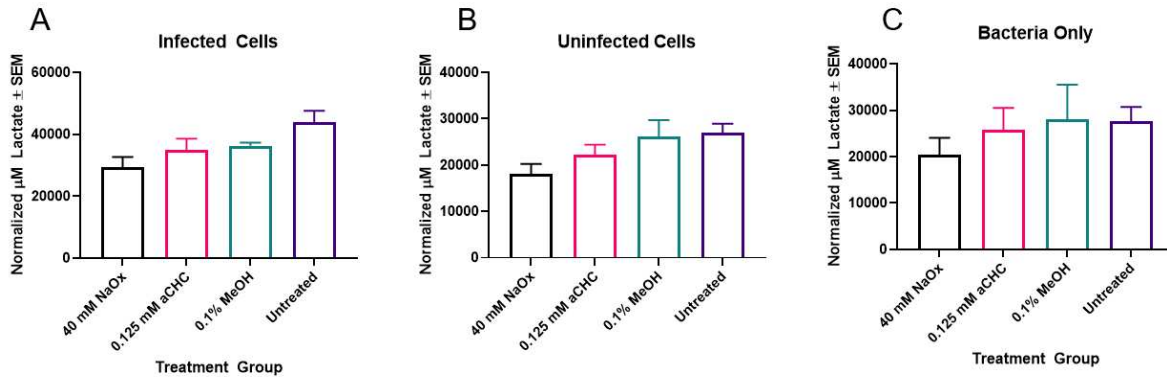 A
Infected Cells
Normalized µM Lactate ± SEM
60000
40000
20000
0
40 mM NaOx
0.125 mM aCHC
0.1% MeOH
Untreated
Treatment Group
B
Uninfected Cells
Normalized µM Lactate ± SEM
40000
30000
20000
10000
0
40 mM NaOx
0.125 mM aCHC
0.1% MeOH
Untreated
C
Bacteria Only
Normalized µM Lactate ± SEM
40000
30000
20000
10000
0
40 mM NaOx
0.125 mM aCHC
0.1% MeOH
Untreated
Treatment Group